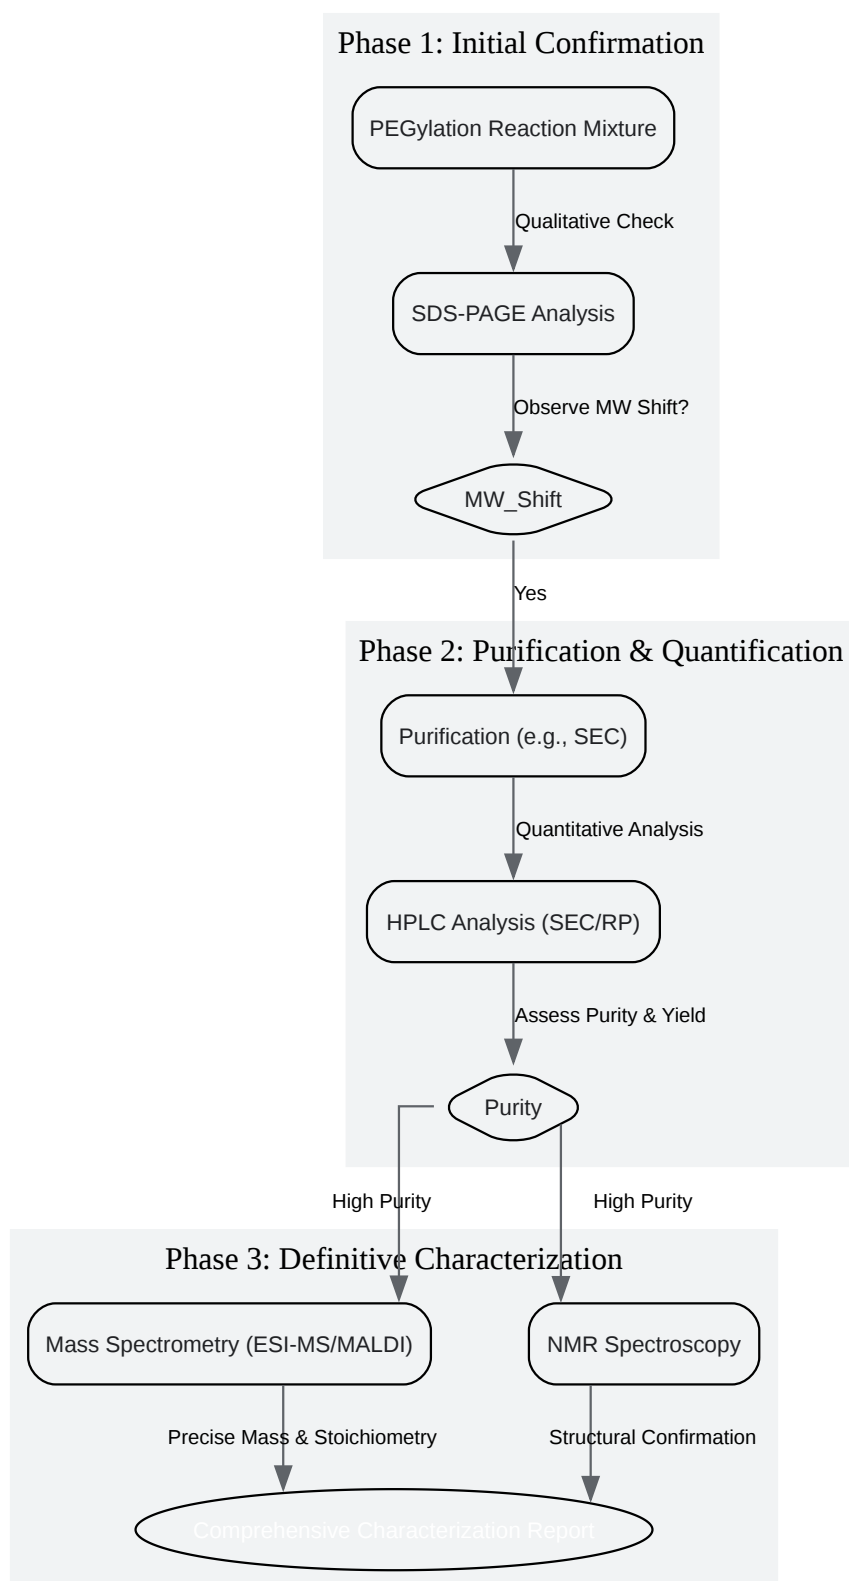 Phase 1: Initial Confirmation
PEGylation Reaction Mixture
Qualitative Check
SDS-PAGE Analysis
Observe MW Shift?
MW_Shift
Yes
Phase 2: Purification & Quantification
Purification (e.g., SEC)
Quantitative Analysis
HPLC Analysis (SEC/RP)
Assess Purity & Yield
Purity
High Purity
High Purity
Phase 3: Definitive Characterization
Mass Spectrometry (ESI-MS/MALDI)
NMR Spectroscopy
Precise Mass & Stoichiometry
Structural Confirmation
Comprehensive Characterization Report